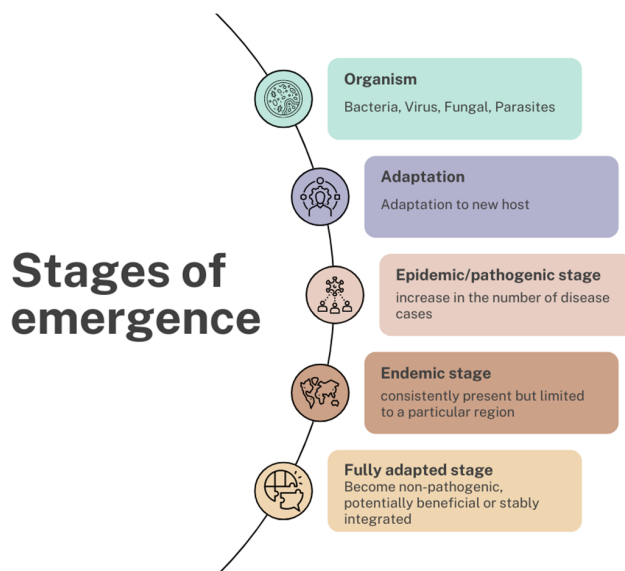 Stages of
emergence
Organism
Bacteria, Virus, Fungal, Parasites
Adaptation
Adaptation to new host
Epidemic/pathogenic stage
increase in the number of disease
cases
Endemic stage
consistently present but limited
to a particular region
Fully adapted stage
Become non-pathogenic,
potentially beneficial or stably
integrated